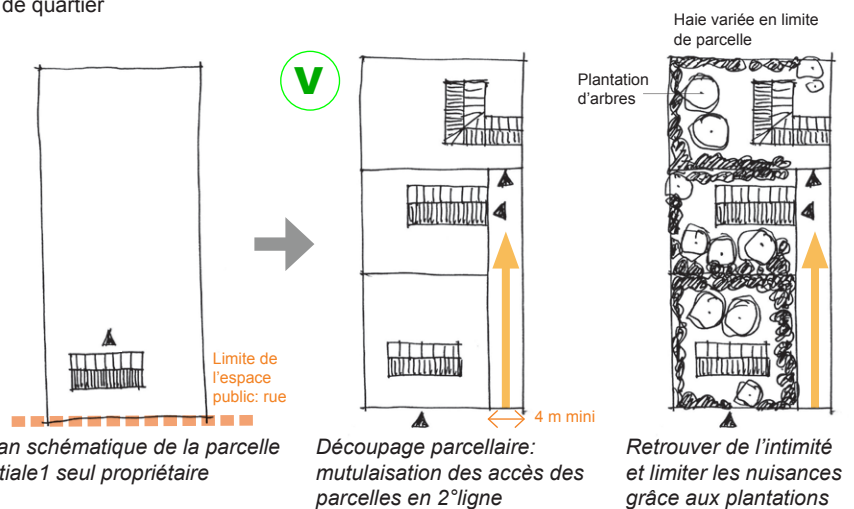 de quartier
Haie variée en limite
de parcelle
V
Plantation
d'arbres
Limite de
l'espace
public: rue
4 m mini
an schématique de la parcelle
tiale1 seul propriétaire
Découpage parcellaire:
mutulaisation des accès des
parcelles en 2°ligne
Retrouver de l'intimité
et limiter les nuisances
grâce aux plantations